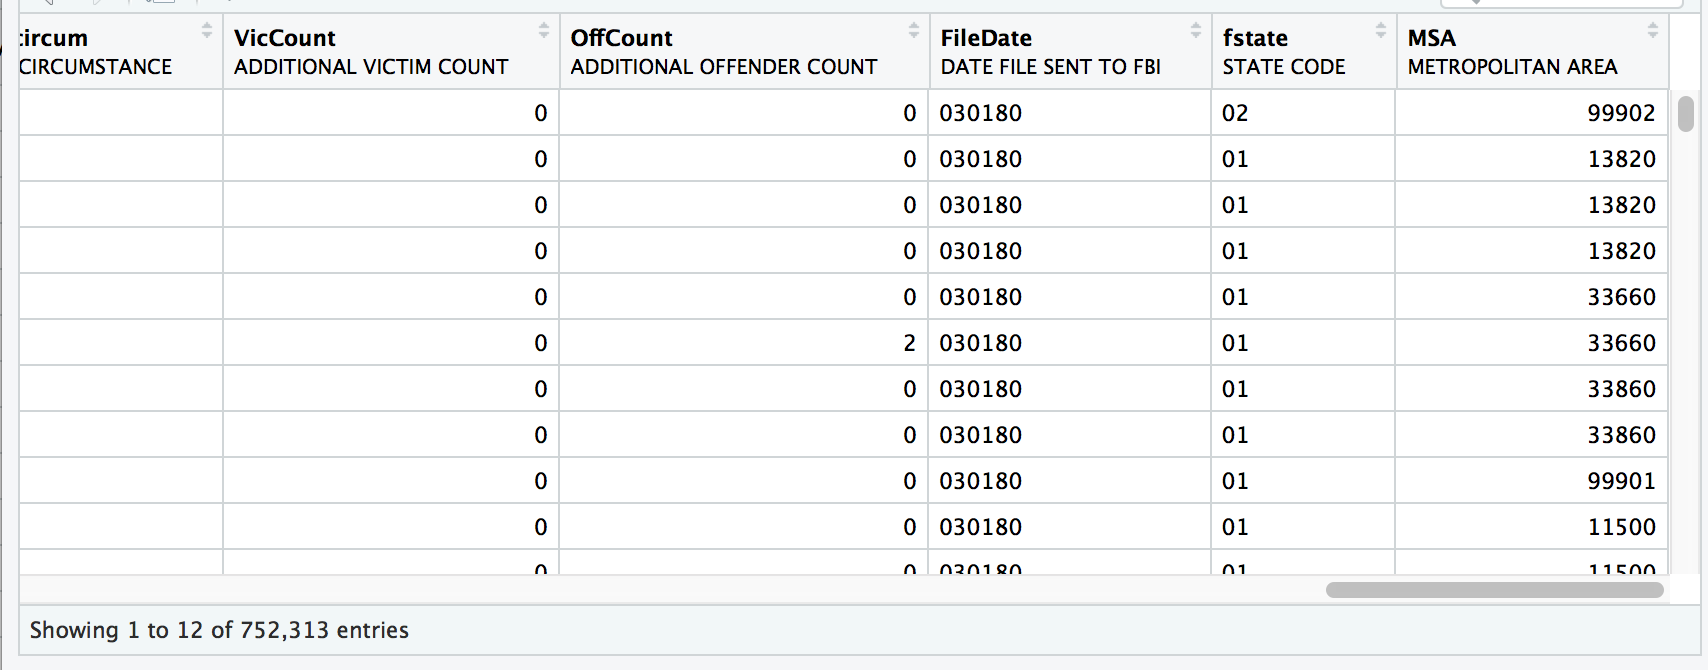 circum VicCount OffCount FileDate fstate MSA
CIRCUMSTANCE ADDITIONAL VICTIM COUNT ADDITIONAL OFFENDER COUNT DATE FILE SENT TO FBI STATE CODE METROPOLITAN AREA
0 0 030180 02 99902
0 0 030180 01 13820
0 0 030180 01 13820
0 0 030180 01 13820
0 0 030180 01 33660
0 2 030180 01 33660
0 0 030180 01 33860
0 0 030180 01 33860
0 0 030180 01 99901
0 0 030180 01 11500
0 0 030180 01 11500
Showing 1 to 12 of 752,313 entries